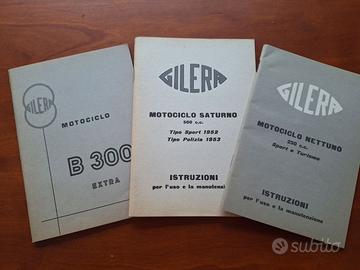 GILERA
MOTOCICLO
B 300
EXTRA
GILERA
MOTOCICLO SATURNO
500 c.c.
Tipo Sport 1952
Tipo Polizia 1953
ISTRUZIONI
per l'uso e la manutenzi
GILERA
MOTOCICLO NETTUNO
250 c.c.
Sport e Turismo
ISTRUZIONI
per l'uso e la manutenzione
subito